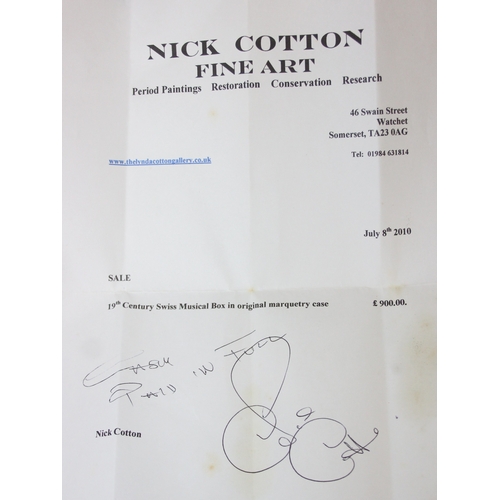 NICK COTTON
FINE ART
Period Paintings Restoration Conservation Research
46 Swain Street
Watchet
Somerset, TA23 0AG
Tel: 01984 631814
www.thelyndacottongallery.co.uk
July 8th 2010
SALE
19th Century Swiss Musical Box in original marquetry case £ 900.00.
CASH
PAID IN FULL
Nick Cotton